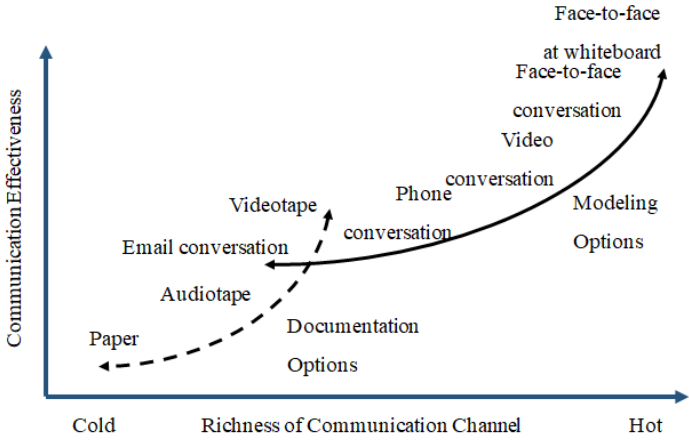 Face-to-face
at whiteboard
Face-to-face
conversation
Video
conversation
Phone
conversation
Modeling
Options
Videotape
Email conversation
Audiotape
Paper
Documentation
Options
Communication Effectiveness
Cold
Richness of Communication Channel
Hot